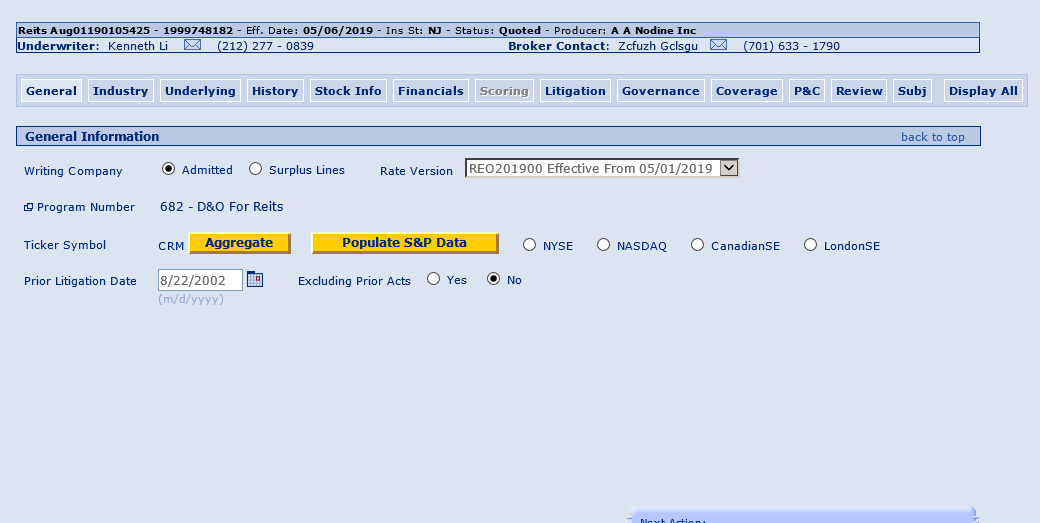 Reits Aug01190105425 - 1999748182 - Eff. Date: 05/06/2019 - Ins St: NJ - Status: Quoted - Producer: A A Nodine Inc
Underwriter: Kenneth Li (212) 277 - 0839 Broker Contact: Zcfuzh Gclsgu (701) 633 - 1790
General Industry Underlying History Stock Info Financials Scoring Litigation Governance Coverage P&C Review Subj Display All
General Information back to top
Writing Company Admitted Surplus Lines Rate Version REO201900 Effective From 05/01/2019
Program Number 682 - D&O For Reits
Ticker Symbol CRM Aggregate Populate S&P Data NYSE NASDAQ CanadianSE LondonSE
Prior Litigation Date 8/22/2002 Excluding Prior Acts Yes No
(m/d/yyyy)
Next Action: